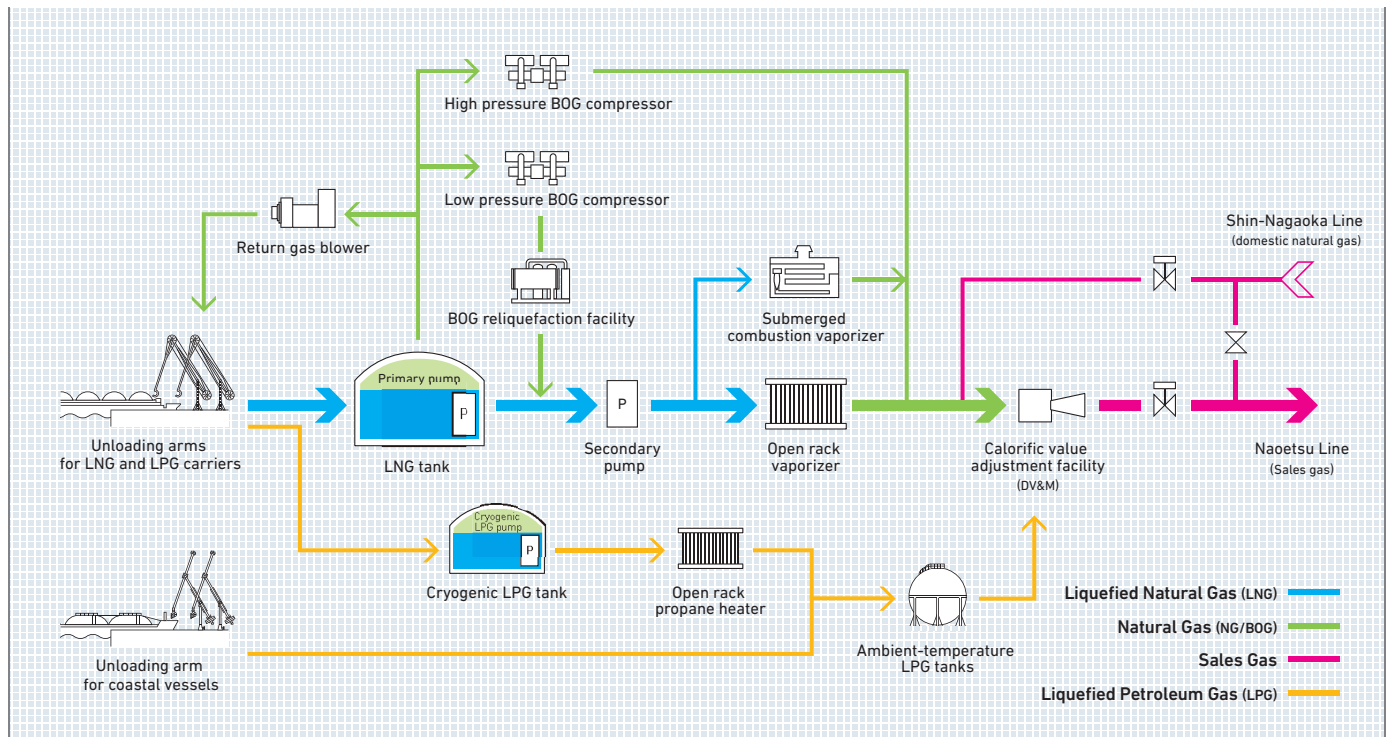 High pressure BOG compressor
Low pressure BOG compressor
Return gas blower
Shin-Nagaoka Line
(domestic natural gas)
BOG reliquefaction facility
Submerged
combustion vaporizer
Primary pump
P
P
Unloading arms
for LNG and LPG carriers
LNG tank
Secondary
pump
Open rack
vaporizer
Calorific value
adjustment facility
(DV&M)
Naoetsu Line
(Sales gas)
Cryogenic
LPG pump
P
Cryogenic LPG tank
Open rack
propane heater
Unloading arm
for coastal vessels
Ambient-temperature
LPG tanks
Liquefied Natural Gas (LNG)
Natural Gas (NG/BOG)
Sales Gas
Liquefied Petroleum Gas (LPG)